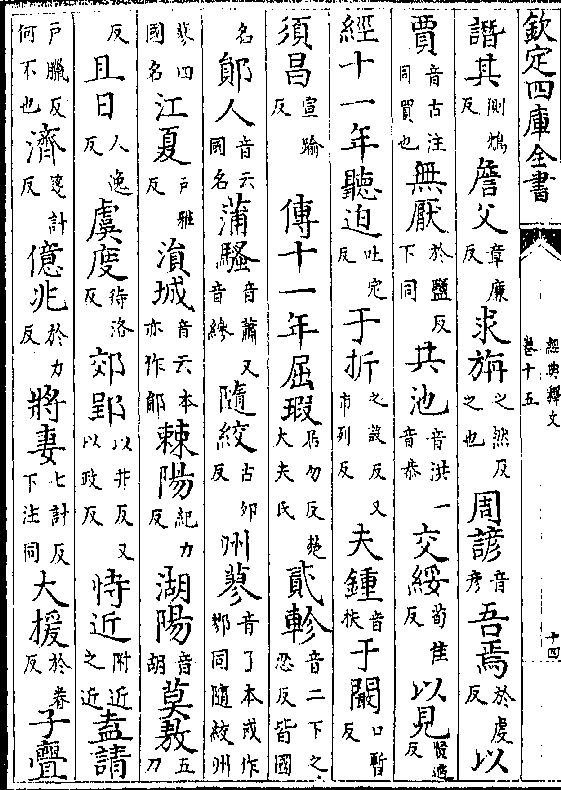 欽定四庫全書 經典釋文 卷十五 十四
譖其側鴆反詹父章廉反求旃之然反之也周諺音彥吾焉於虔反以
賈音古注同買也無厭於鹽反下同共池音洪一音恭交綏荀隹反以見賢遍反
經十一年聽迫吐定反于折之設反又市列反夫鍾音扶于闞口暫反
須昌宣踰反 傳十一年屈瑕居勿反楚大夫氏貳軫音二下之忍反皆國
名鄖人音云國名蒲騷音蕭又音繰隨絞古卯反州蓼音了本或作鄝同隨絞州
蓼四國名江夏戶雅反溳城音云本亦作鄖棘陽紀力反湖陽音胡莫敖五刀
反且日人逸反虞度待洛反郊郢以井反又以政反恃近附近之近盍請
戶臘反何不也濟箋計反億兆於力反將妻七計反下注同大援於眷反子亹